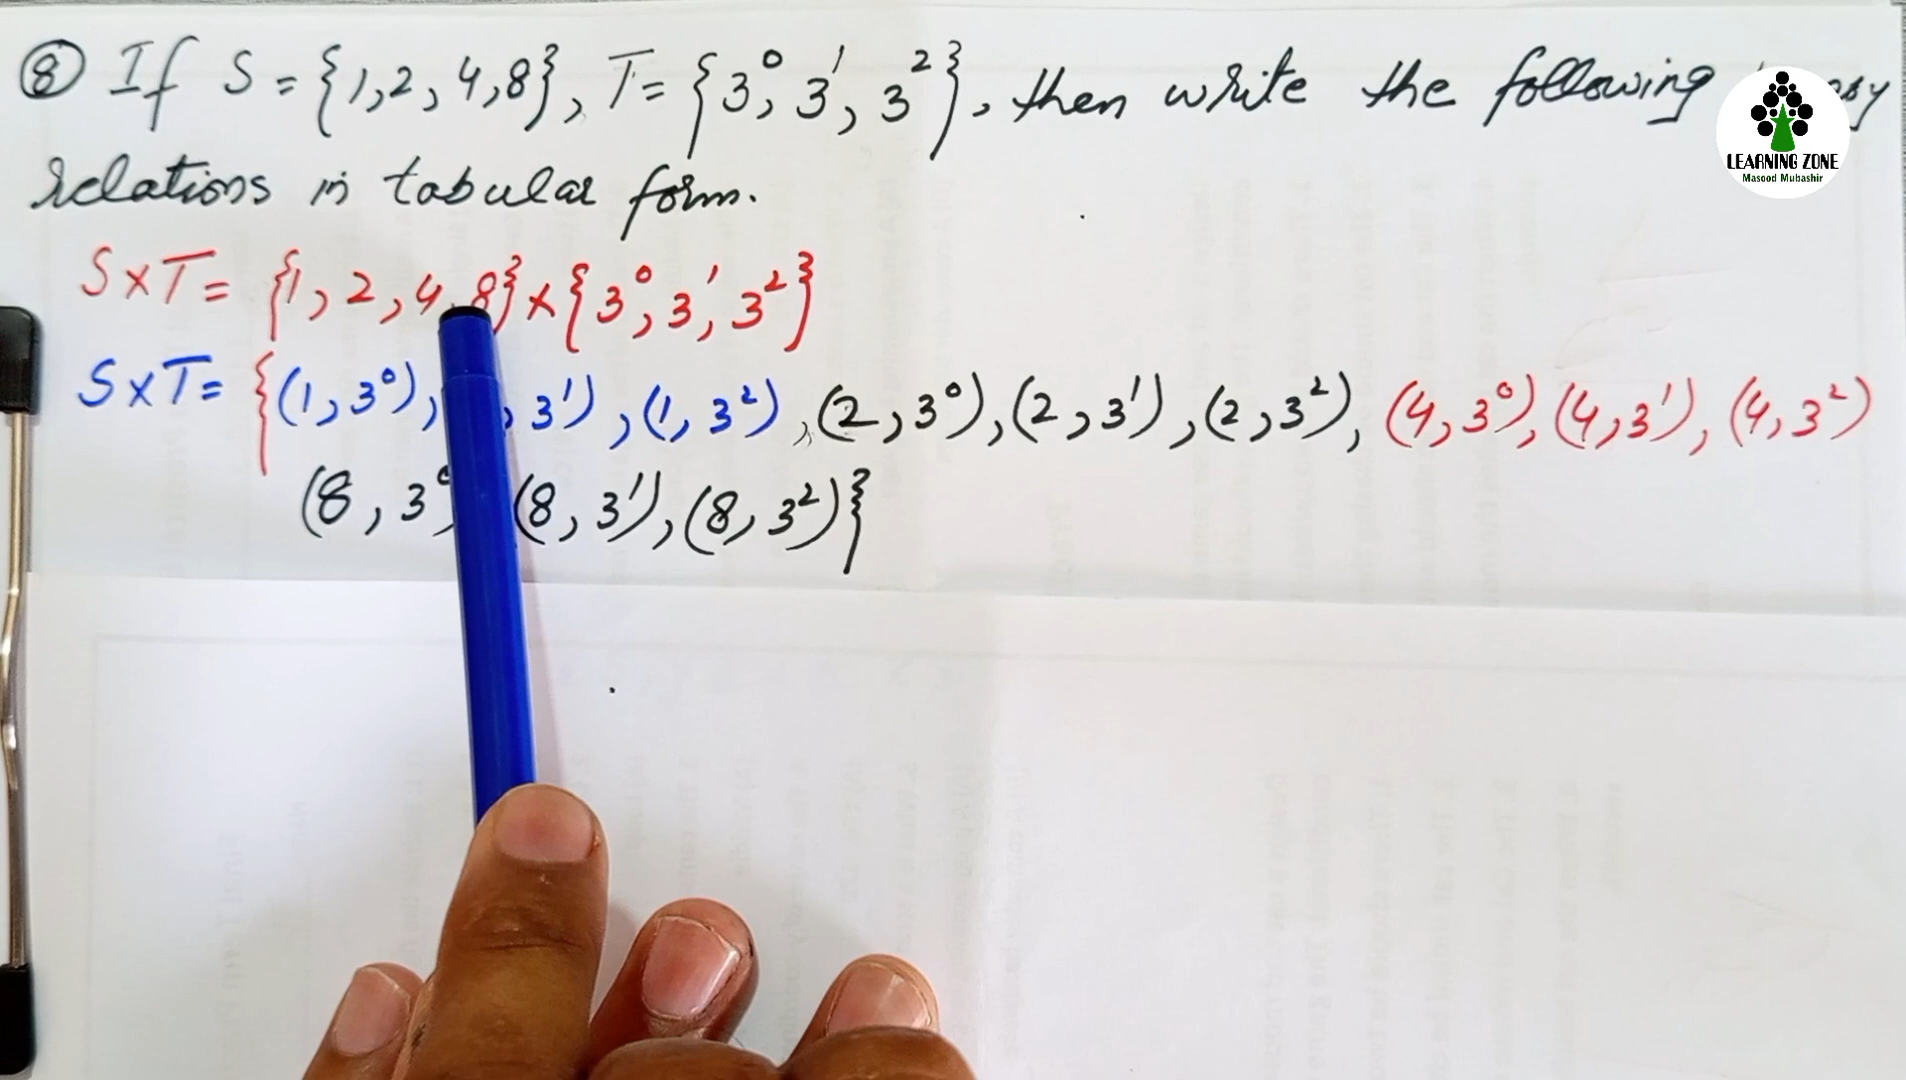 ⑧ If S = {1,2,4,8}, T = {3⁰, 3¹, 3²}, then write the following
relations in tabular form.
S×T = {1, 2, 4, 8} × {3⁰, 3¹, 3²}
S×T = {(1, 3⁰), , 3¹), (1, 3²), (2, 3⁰), (2, 3¹), (2, 3²), (4, 3⁰), (4, 3¹), (4, 3²)
(8, 3⁰ (8, 3¹), (8, 3²)}
LEARNING ZONE
Masood Mubashir